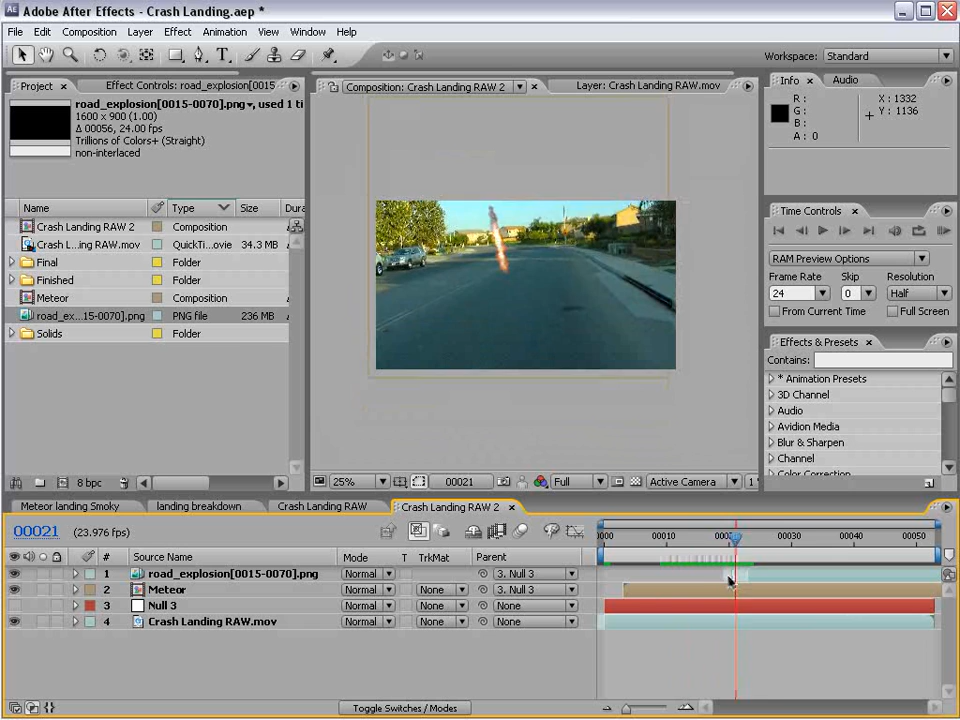 Adobe After Effects - Crash Landing.aep *
File Edit Composition Layer Effect Animation View Window Help
Workspace: Standard
Project Effect Controls: road_explosion[0015
Composition: Crash Landing RAW 2 Layer: Crash Landing RAW.mov
Info Audio
road_explosion[0015-0070].png, used 1 ti
1600 x 900 (1.00)
Δ 00056, 24.00 fps
Trillions of Colors+ (Straight)
non-interlaced
R :
G :
B :
A : 0
X : 1332
Y : 1136
Name Type Size Dura
Crash Landing RAW 2 Composition
Crash L...ing RAW.mov QuickTi...ovie 34.3 MB
Final Folder
Finished Folder
Meteor Composition
road_ex...15-0070].png PNG file 236 MB
Solids Folder
Time Controls
RAM Preview Options
Frame Rate Skip Resolution
24 0 Half
From Current Time Full Screen
Effects & Presets
Contains:
* Animation Presets
3D Channel
Audio
Avidion Media
Blur & Sharpen
Channel
Color Correction
8 bpc
25% 00021 Full Active Camera 1
Meteor landing Smoky landing breakdown Crash Landing RAW Crash Landing RAW 2
00021 (23.976 fps)
0000 00010 00030 00040 00050
# Source Name Mode T TrkMat Parent
1 road_explosion[0015-0070].png Normal 3. Null 3
2 Meteor Normal None 3. Null 3
3 Null 3 Normal None None
4 Crash Landing RAW.mov Normal None None
Toggle Switches / Modes